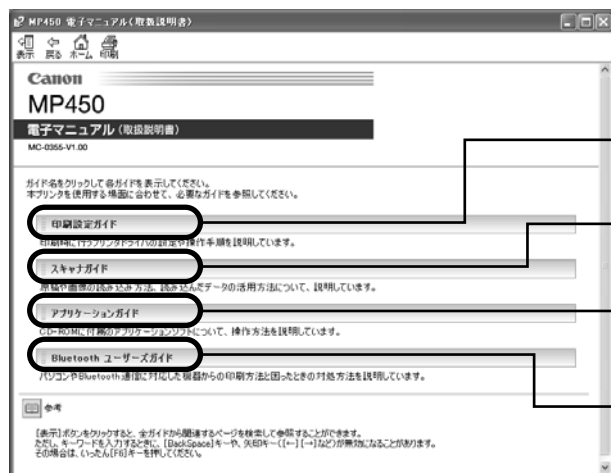 MP450 電子マニュアル(取扱説明書)
表示 戻る ホーム 印刷
Canon
MP450
電子マニュアル（取扱説明書）
MC-0355-V1.00
ガイド名をクリックして各ガイドを表示してください。
本プリンタを使用する場面に合わせて、必要なガイドを参照してください。
印刷設定ガイド
印刷時に行うプリンタドライバの設定や操作手順を説明しています。
スキャナガイド
原稿や画像の読み込み方法、読み込んだデータの活用方法について、説明しています。
アプリケーションガイド
CD-ROMに付属のアプリケーションソフトについて、操作方法を説明しています。
Bluetooth ユーザーズガイド
パソコンやBluetooth通信に対応した機器からの印刷方法と困ったときの対処方法を説明しています。
参考
[表示]ボタンをクリックすると、全ガイドから関連するページを検索して参照することができます。
ただし、キーワードを入力するときに、[BackSpace]キーや、矢印キー([←][→]など)が無効になることがあります。
その場合は、いったん[F6]キーを押してください。